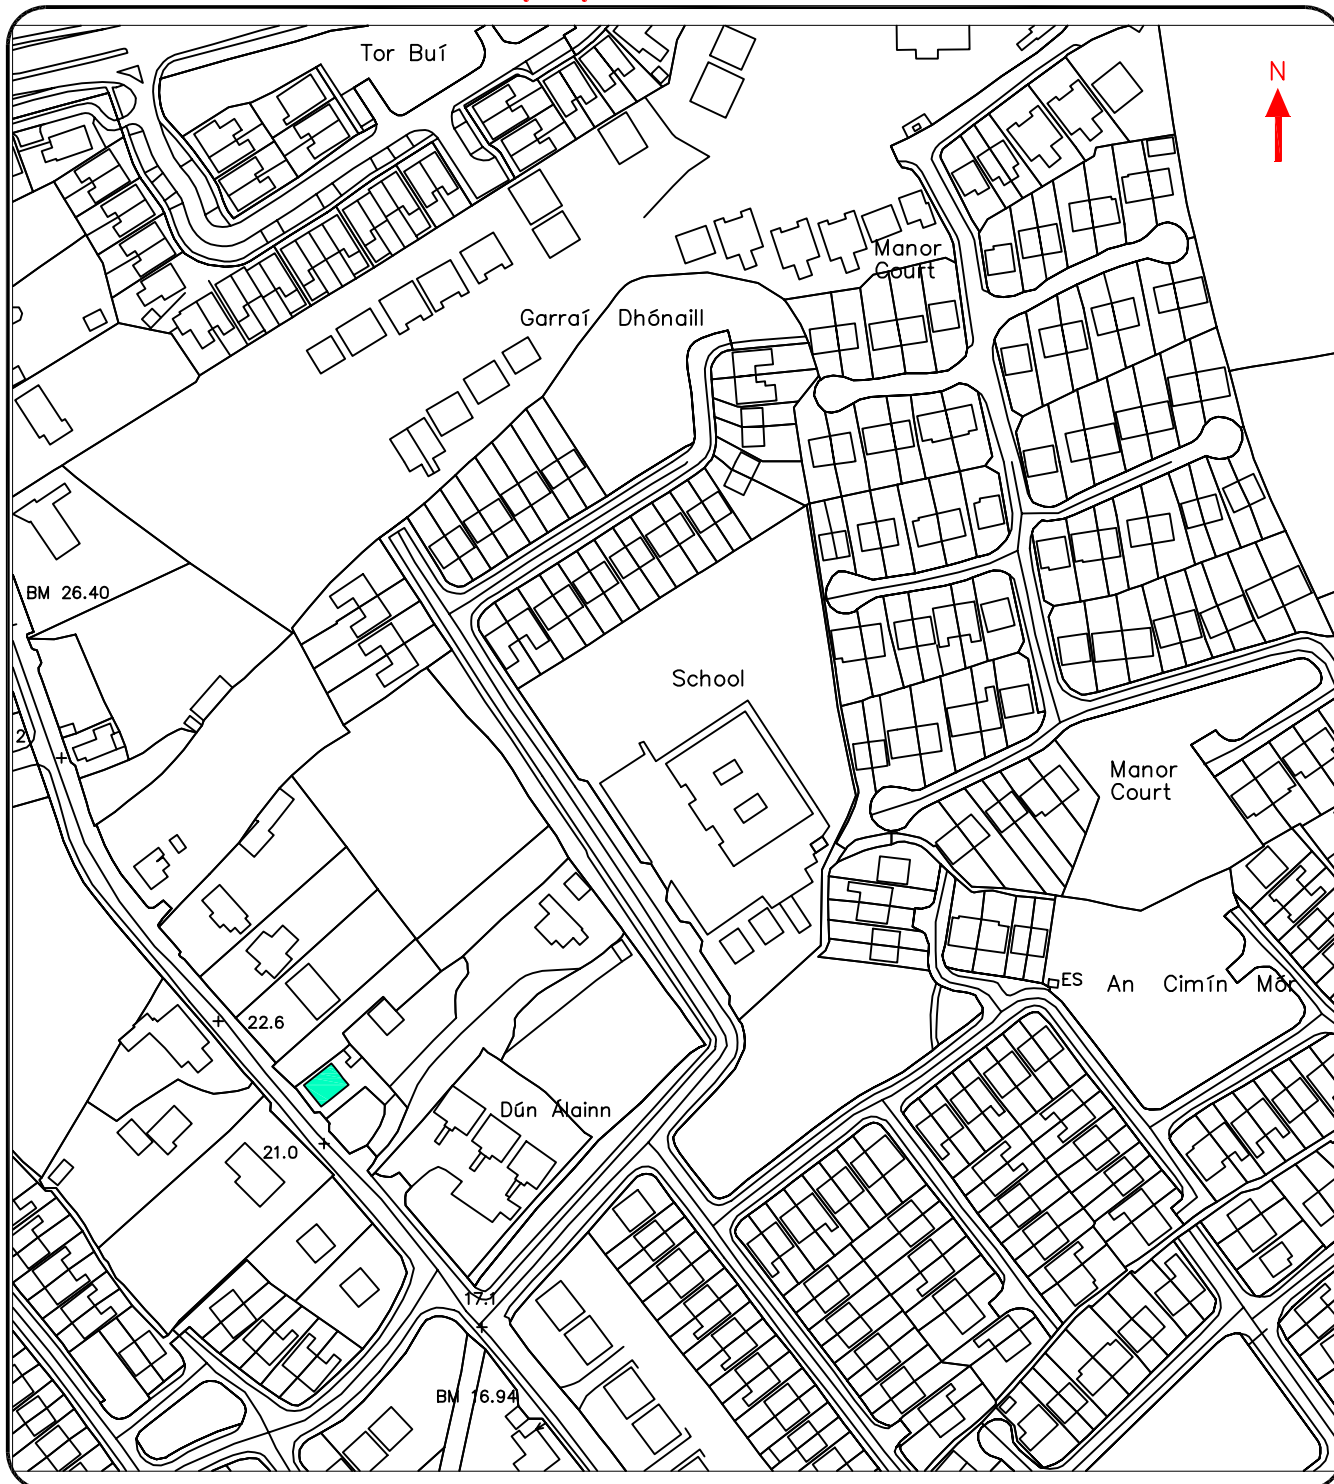 Tor Buí
N
Manor
Court
Garraí Dhónaill
BM 26.40
School
2
Manor
Court
ES
An Cimín Mór
22.6
Dún Álainn
21.0
17.1
BM 16.94